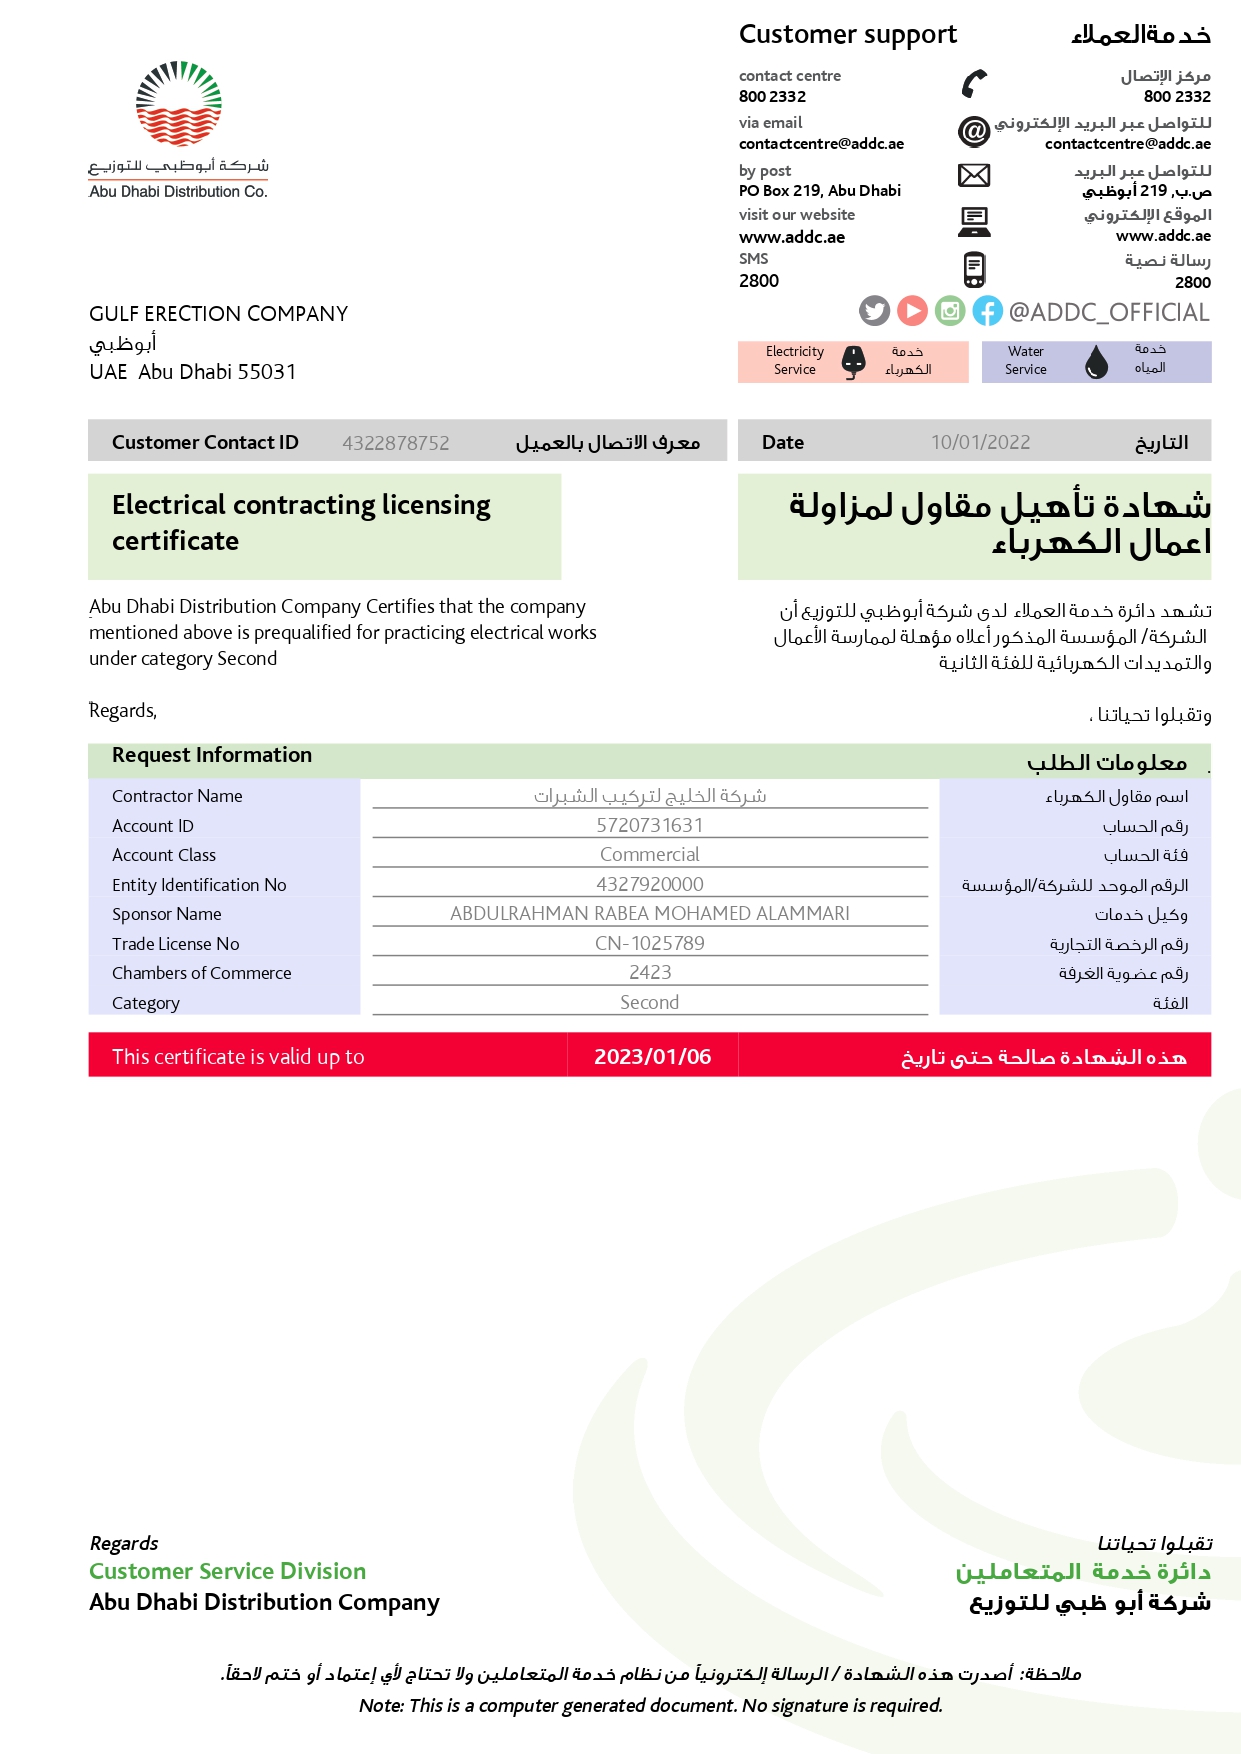 Customer support خدمةالعملاء
contact centre مركز الإتصال
800 2332 800 2332
via email للتواصل عبر البريد الإلكتروني
contactcentre@addc.ae contactcentre@addc.ae
by post للتواصل عبر البريد
PO Box 219, Abu Dhabi ص.ب, 219 أبوظبي
visit our website الموقع الإلكتروني
www.addc.ae www.addc.ae
SMS رسالة نصية
2800 2800
@ADDC_OFFICIAL
شركة أبوظبي للتوزيع
Abu Dhabi Distribution Co.
GULF ERECTION COMPANY
أبوظبي
UAE Abu Dhabi 55031
Electricity خدمة Water خدمة
Service الكهرباء Service المياه
Customer Contact ID 4322878752 معرف الاتصال بالعميل
Date 10/01/2022 التاريخ
Electrical contracting licensing
certificate
شهادة تأهيل مقاول لمزاولة
اعمال الكهرباء
Abu Dhabi Distribution Company Certifies that the company
mentioned above is prequalified for practicing electrical works
under category Second
Regards,
تشهد دائرة خدمة العملاء لدى شركة أبوظبي للتوزيع أن
الشركة/ المؤسسة المذكور أعلاه مؤهلة لممارسة الأعمال
والتمديدات الكهربائية للفئة الثانية
وتقبلوا تحياتنا ،
Request Information معلومات الطلب .
Contractor Name شركة الخليج لتركيب الشبرات اسم مقاول الكهرباء
Account ID 5720731631 رقم الحساب
Account Class Commercial فئة الحساب
Entity Identification No 4327920000 الرقم الموحد للشركة/المؤسسة
Sponsor Name ABDULRAHMAN RABEA MOHAMED ALAMMARI وكيل خدمات
Trade License No CN-1025789 رقم الرخصة التجارية
Chambers of Commerce 2423 رقم عضوية الغرفة
Category Second الفئة
This certificate is valid up to 2023/01/06 هذه الشهادة صالحة حتى تاريخ
Regards تقبلوا تحياتنا
Customer Service Division دائرة خدمة المتعاملين
Abu Dhabi Distribution Company شركة أبو ظبي للتوزيع
ملاحظة: أصدرت هذه الشهادة / الرسالة إلكترونياً من نظام خدمة المتعاملين ولا تحتاج لأي إعتماد أو ختم لاحقاً.
Note: This is a computer generated document. No signature is required.